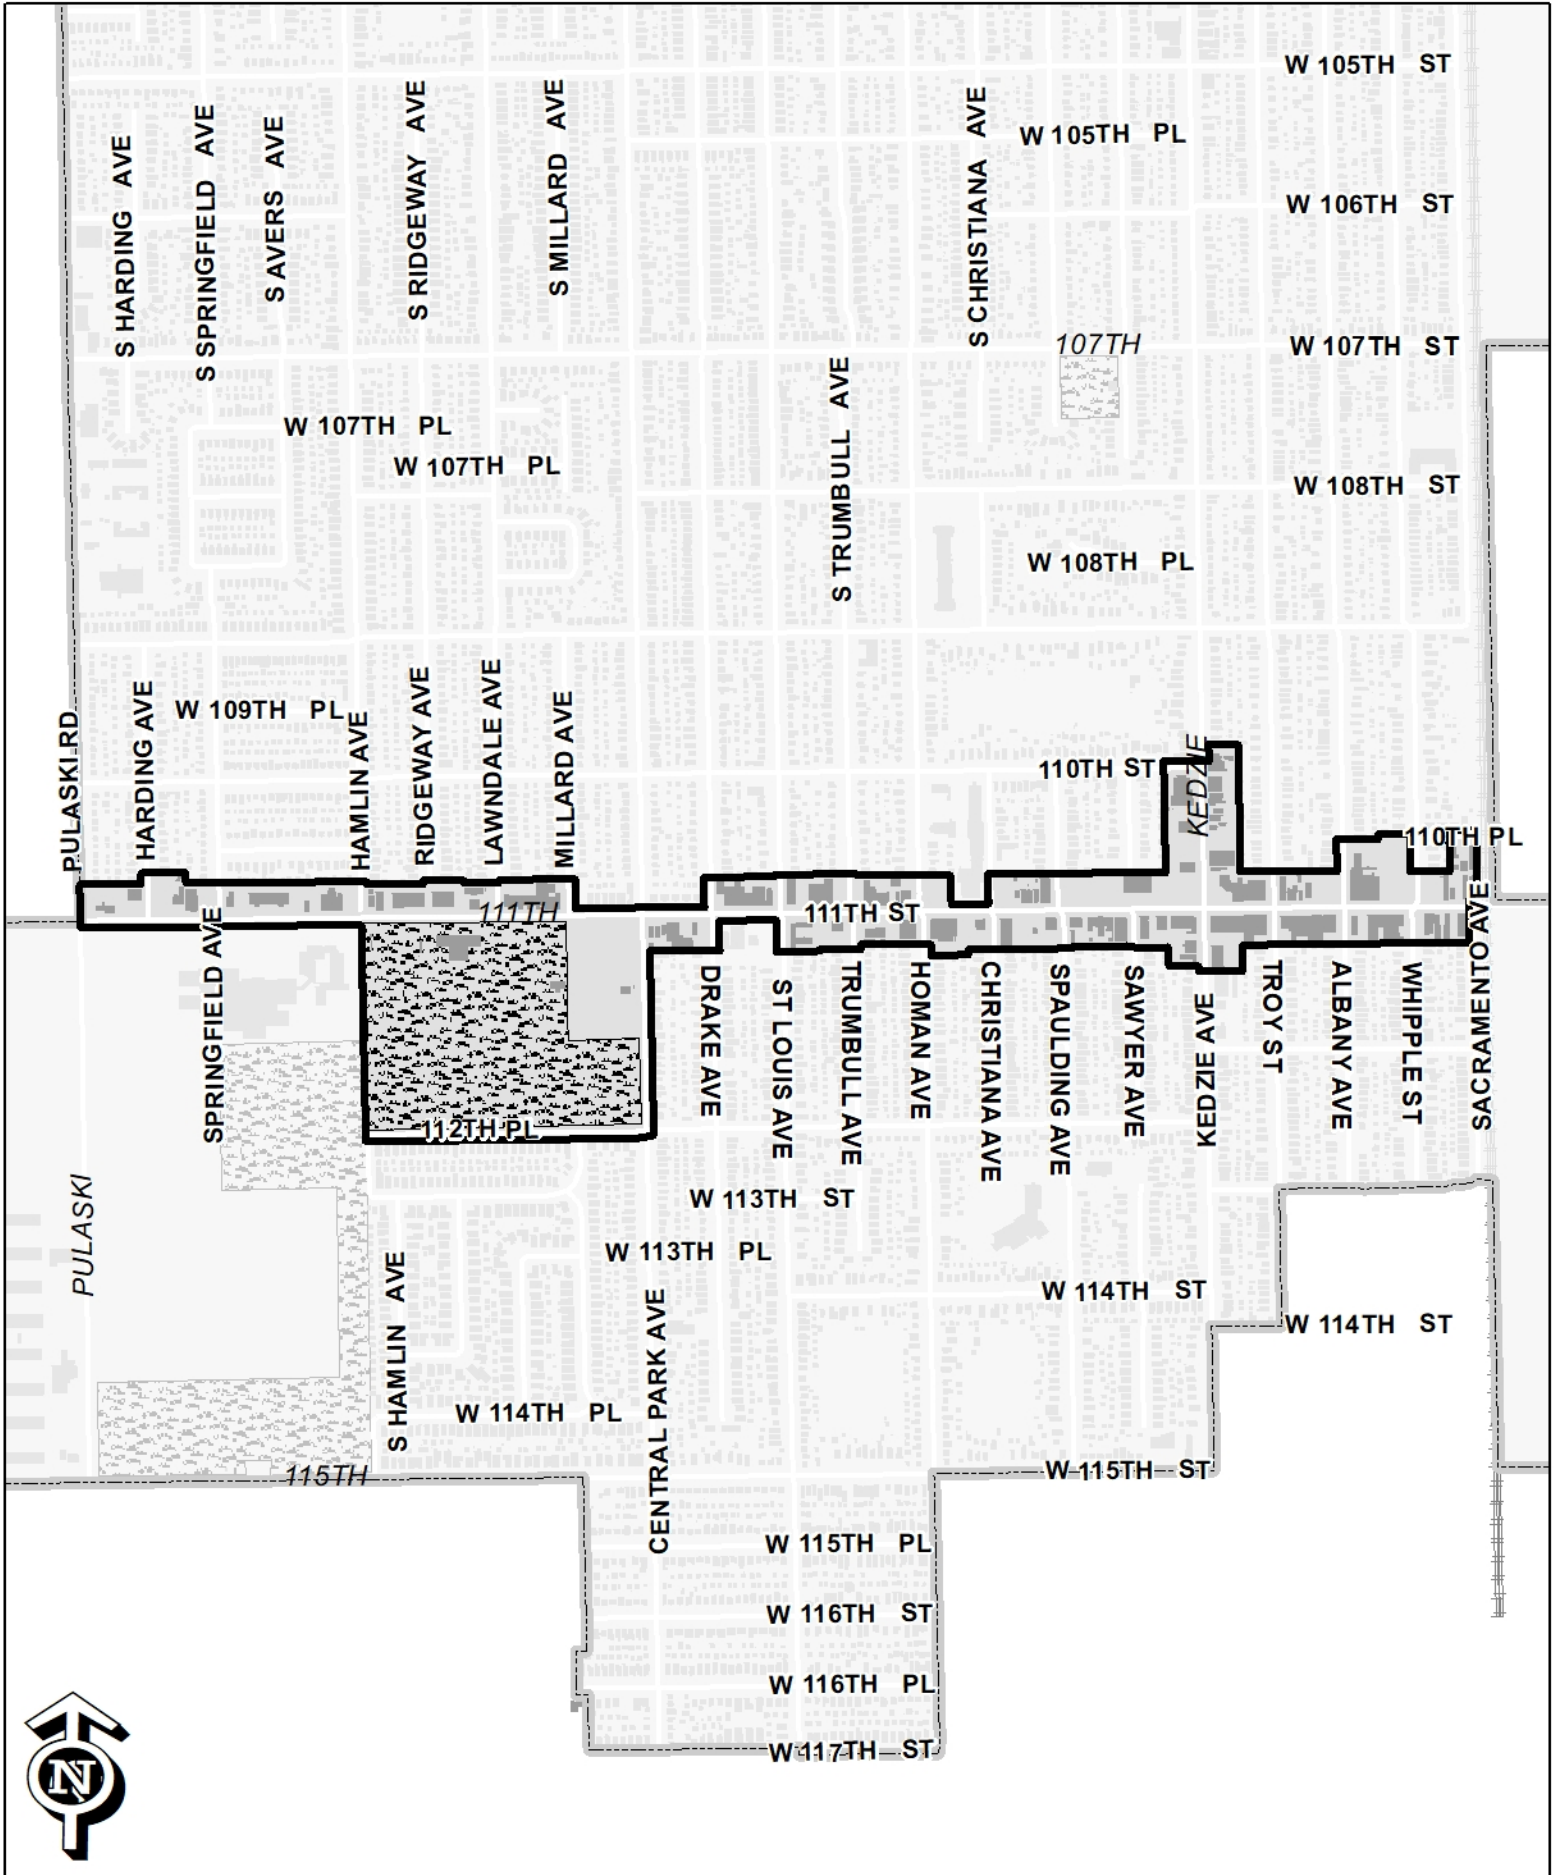 W 105TH ST
S HARDING AVE
S SPRINGFIELD AVE
S AVERS AVE
S RIDGEWAY AVE
S MILLARD AVE
S CHRISTIANA AVE
W 105TH PL
W 106TH ST
107TH
W 107TH ST
S TRUMBULL AVE
W 107TH PL
W 107TH PL
W 108TH ST
W 108TH PL
PULASKI RD
HARDING AVE
W 109TH PL
HAMLIN AVE
RIDGEWAY AVE
LAWNDALE AVE
MILLARD AVE
110TH ST
KEDZIE
110TH PL
111TH
111TH ST
SPRINGFIELD AVE
DRAKE AVE
ST LOUIS AVE
TRUMBULL AVE
HOMAN AVE
CHRISTIANA AVE
SPAULDING AVE
SAWYER AVE
KEDZIE AVE
TROY ST
ALBANY AVE
WHIPPLE ST
SACRAMENTO AVE
112TH PL
PULASKI
W 113TH ST
W 113TH PL
S HAMLIN AVE
CENTRAL PARK AVE
W 114TH ST
W 114TH ST
W 114TH PL
115TH
W 115TH ST
W 115TH PL
W 116TH ST
W 116TH PL
W 117TH ST
N